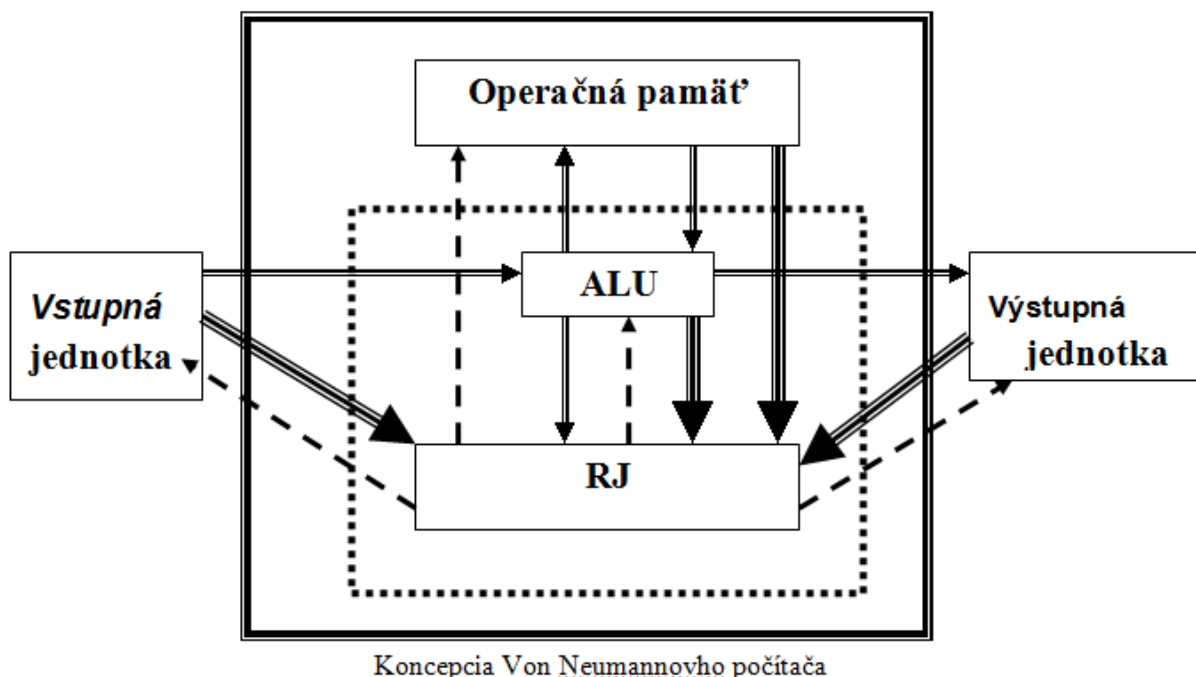 Operačná pamäť
ALU
Vstupná
jednotka
Výstupná
jednotka
RJ
Koncepcia Von Neumannovho počítača